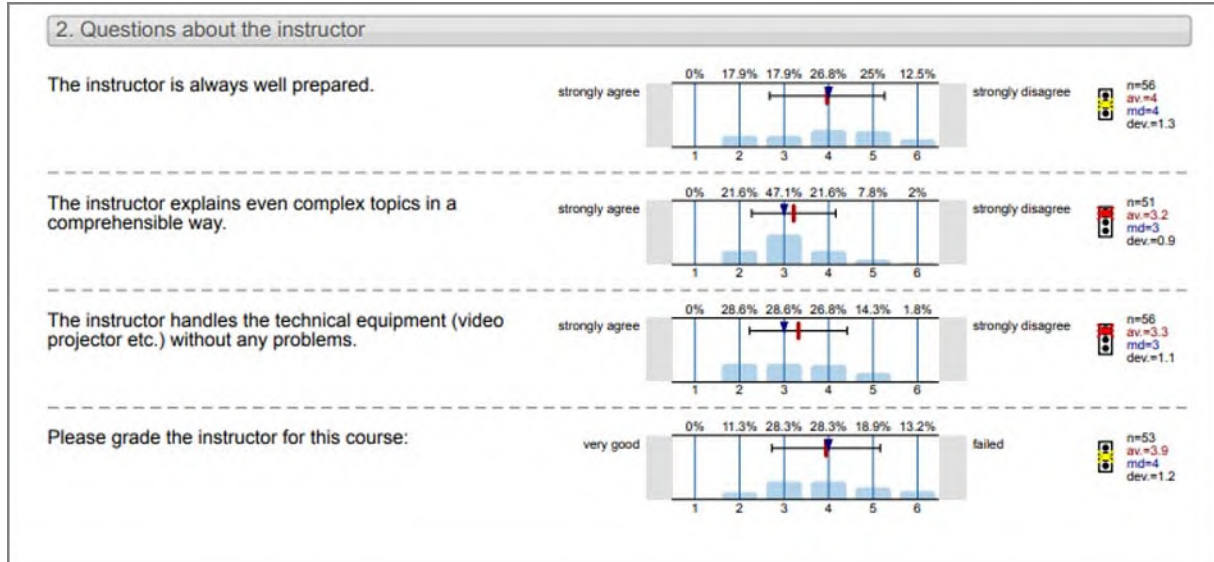 2. Questions about the instructor
The instructor is always well prepared.
strongly agree
0% 17.9% 17.9% 26.8% 25% 12.5%
1 2 3 4 5 6
strongly disagree
n=56
av.=4
md=4
dev.=1.3
The instructor explains even complex topics in a
comprehensible way.
strongly agree
0% 21.6% 47.1% 21.6% 7.8% 2%
1 2 3 4 5 6
strongly disagree
n=51
av.=3.2
md=3
dev.=0.9
The instructor handles the technical equipment (video
projector etc.) without any problems.
strongly agree
0% 28.6% 28.6% 26.8% 14.3% 1.8%
1 2 3 4 5 6
strongly disagree
n=56
av.=3.3
md=3
dev.=1.1
Please grade the instructor for this course:
very good
0% 11.3% 28.3% 28.3% 18.9% 13.2%
1 2 3 4 5 6
failed
n=53
av.=3.9
md=4
dev.=1.2